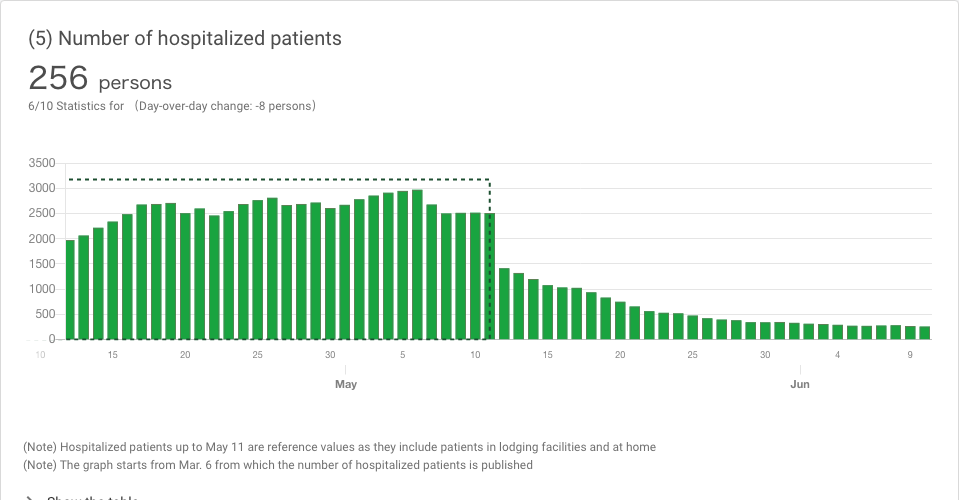 (5) Number of hospitalized patients
256 persons
6/10 Statistics for (Day-over-day change: -8 persons)
3500
3000
2500
2000
1500
1000
500
0
10 15 20 25 30 5 10 15 20 25 30 4 9
May Jun
(Note) Hospitalized patients up to May 11 are reference values as they include patients in lodging facilities and at home
(Note) The graph starts from Mar. 6 from which the number of hospitalized patients is published
Show the table